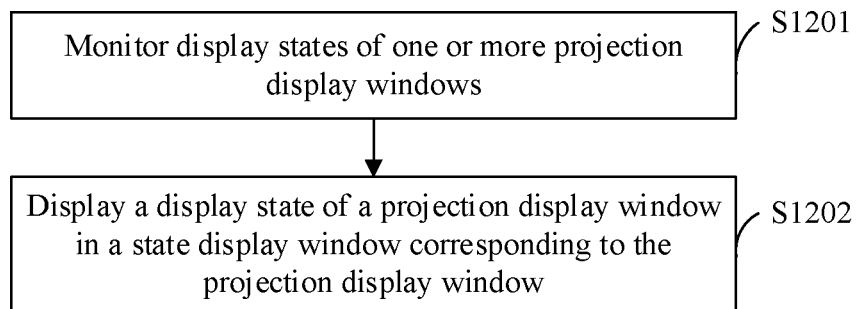 S1201
Monitor display states of one or more projection
display windows
Display a display state of a projection display window
in a state display window corresponding to the
projection display window
S1202